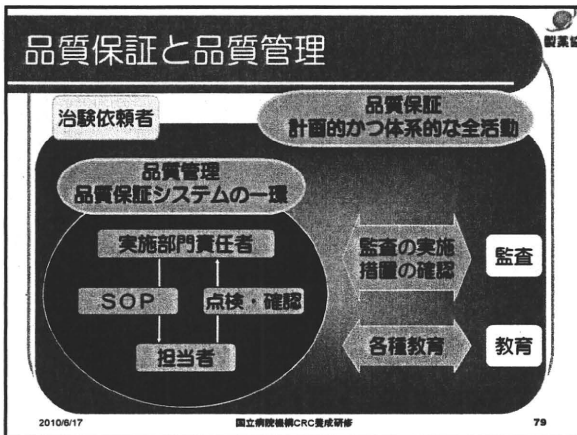 品質保証と品質管理
製薬協
治験依頼者
品質保証
計画的かつ体系的な全活動
品質管理
品質保証システムの一環
実施部門責任者
SOP
点検・確認
担当者
監査の実施
措置の確認
監査
各種教育
教育
2010/6/17
国立病院機構CRC養成研修
79